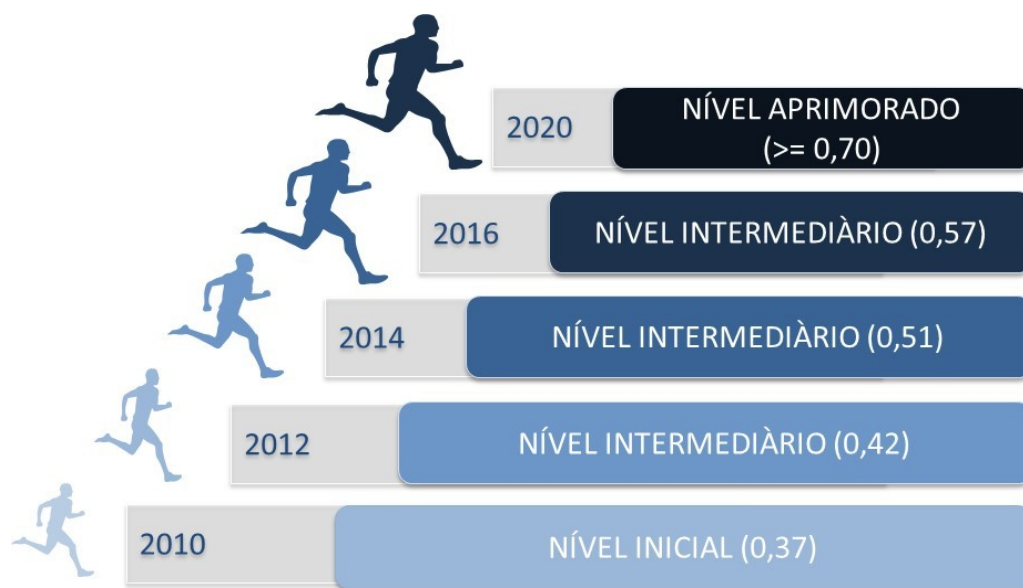 2020
NÍVEL APRIMORADO
(>= 0,70)
2016
NÍVEL INTERMEDIÀRIO (0,57)
2014
NÍVEL INTERMEDIÀRIO (0,51)
2012
NÍVEL INTERMEDIÀRIO (0,42)
2010
NÍVEL INICIAL (0,37)